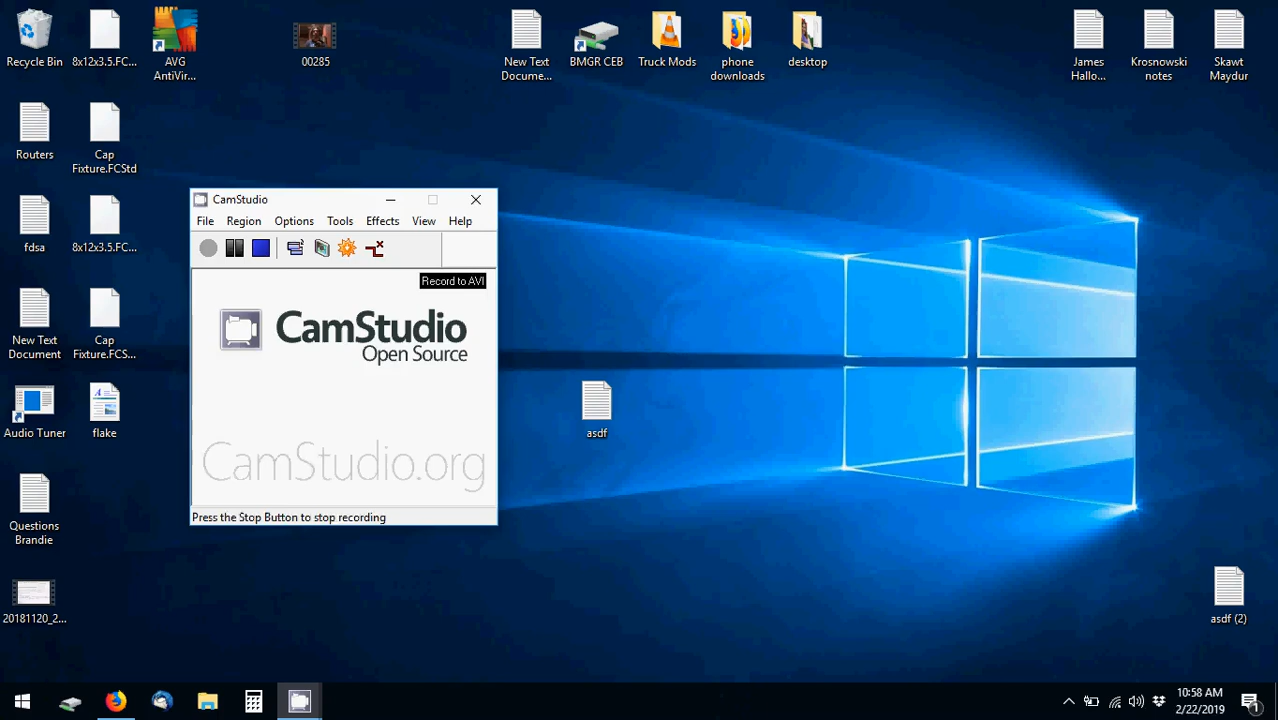 Recycle Bin
8x12x3.5.FC...
AVG
AntiVir...
00285
New Text
Docume...
BMGR CEB
Truck Mods
phone
downloads
desktop
James
Hallo...
Krosnowski
notes
Skawt
Maydur
Routers
Cap
Fixture.FCStd
fdsa
8x12x3.5.FC...
New Text
Document
Cap
Fixture.FCS...
Audio Tuner
flake
Questions
Brandie
20181120_2...
CamStudio
File Region Options Tools Effects View Help
Record to AVI
CamStudio
Open Source
CamStudio.org
Press the Stop Button to stop recording
asdf
asdf (2)
10:58 AM
2/22/2019
1